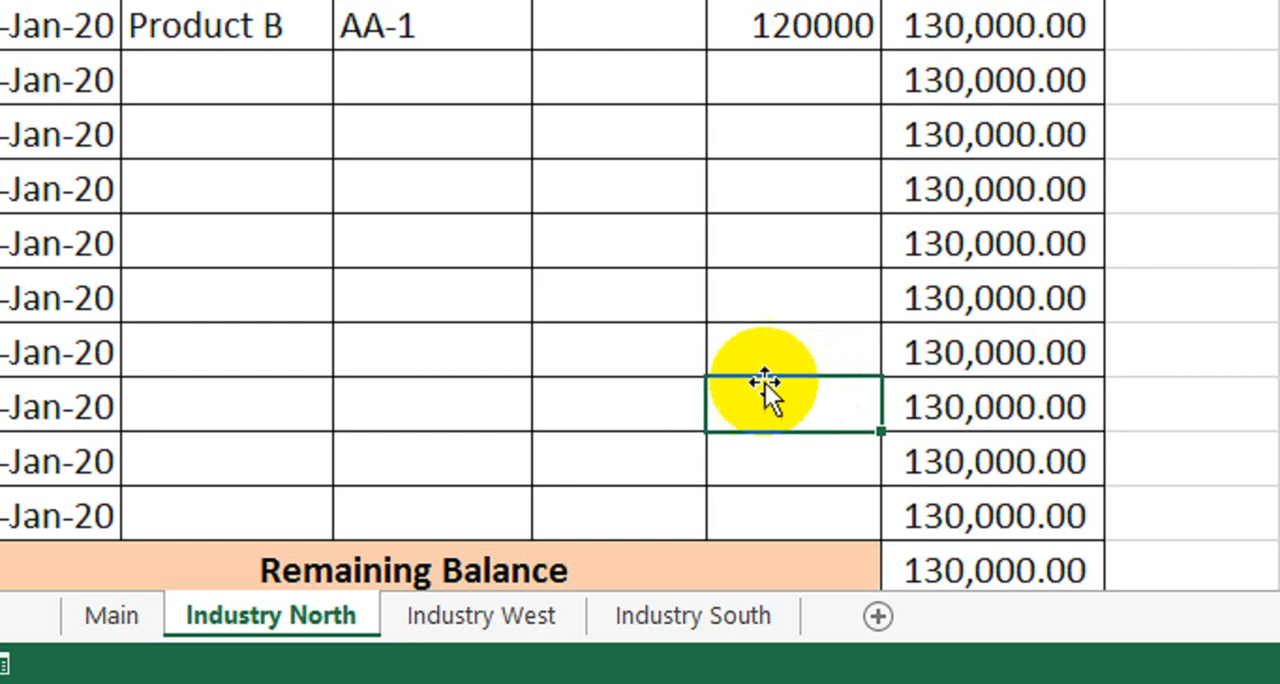 -Jan-20 Product B AA-1 120000 130,000.00
-Jan-20 130,000.00
-Jan-20 130,000.00
-Jan-20 130,000.00
-Jan-20 130,000.00
-Jan-20 130,000.00
-Jan-20 130,000.00
-Jan-20 130,000.00
-Jan-20 130,000.00
-Jan-20 130,000.00
Remaining Balance 130,000.00
Main Industry North Industry West Industry South